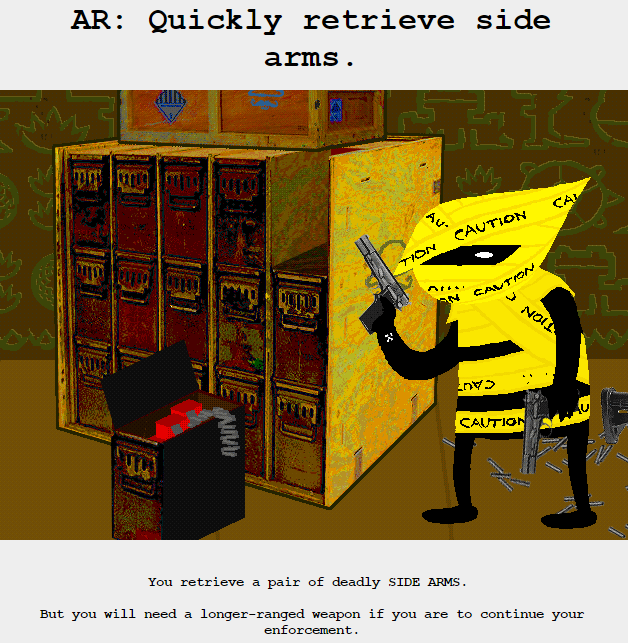 AR: Quickly retrieve side
arms.
CAUTION
CAUTION
CAUTION
You retrieve a pair of deadly SIDE ARMS.
But you will need a longer-ranged weapon if you are to continue your
enforcement.